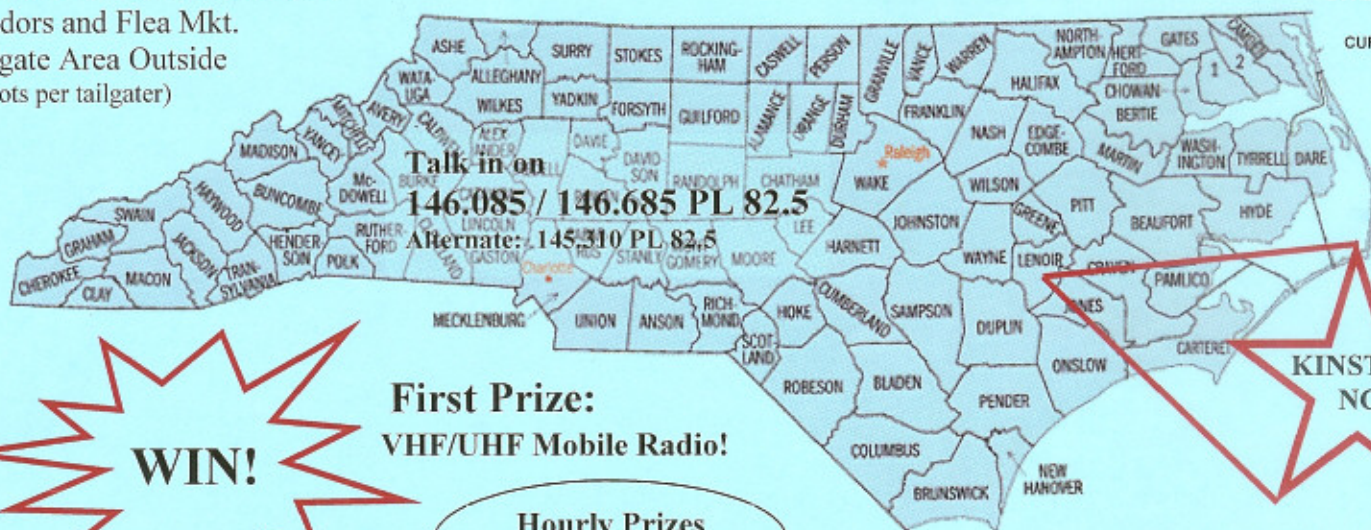 dors and Flea Mkt.
gate Area Outside
ots per tailgater)
cur
ASHE
ALLEGHANY
SURRY
STOKES
ROCKING-
HAM
CASWELL
PERSON
GRANVILLE
VANCE
WARREN
NORTH-
AMPTON
HERT
FORD
GATES
CAMDEN
1
2
HALIFAX
CHOWAN
BERTIE
WATA
UGA
WILKES
YADKIN
FORSYTH
GUILFORD
ALAMANCE
ORANGE
DURHAM
FRANKLIN
NASH
EDGE-
COMBE
MARTIN
WASH-
INGTON
TYRRELL
DARE
MITCHELL
AVERY
YANCEY
CALDWELL
ALEX
ANDER
DAVIE
DAVID
SON
RANDOLPH
CHATHAM
Raleigh
WAKE
WILSON
GREENE
PITT
BEAUFORT
HYDE
MADISON
BUNCOMBE
Mc-
DOWELL
BURKE
Talk in on
146.085 / 146.685 PL 82.5
Alternate: 145.310 PL 82.5
LINCOLN
GASTON
Charlotte
STANLY
GOMERY
MOORE
LEE
HARNETT
JOHNSTON
WAYNE
LENOIR
CRAVEN
PAMLICO
JONES
CARTERET
SWAIN
HAYWOOD
GRAHAM
JACKSON
HENDER
SON
RUTHER-
FORD
POLK
TRAN-
SYLVANIA
CHEROKEE
CLAY
MACON
MECKLENBURG
UNION
ANSON
RICH-
MOND
SCOT-
LAND
HOKE
CUMBERLAND
SAMPSON
DUPLIN
ONSLOW
ROBESON
BLADEN
PENDER
COLUMBUS
BRUNSWICK
NEW
HANOVER
KINST
NC
WIN!
First Prize:
VHF/UHF Mobile Radio!
Hourly Prizes